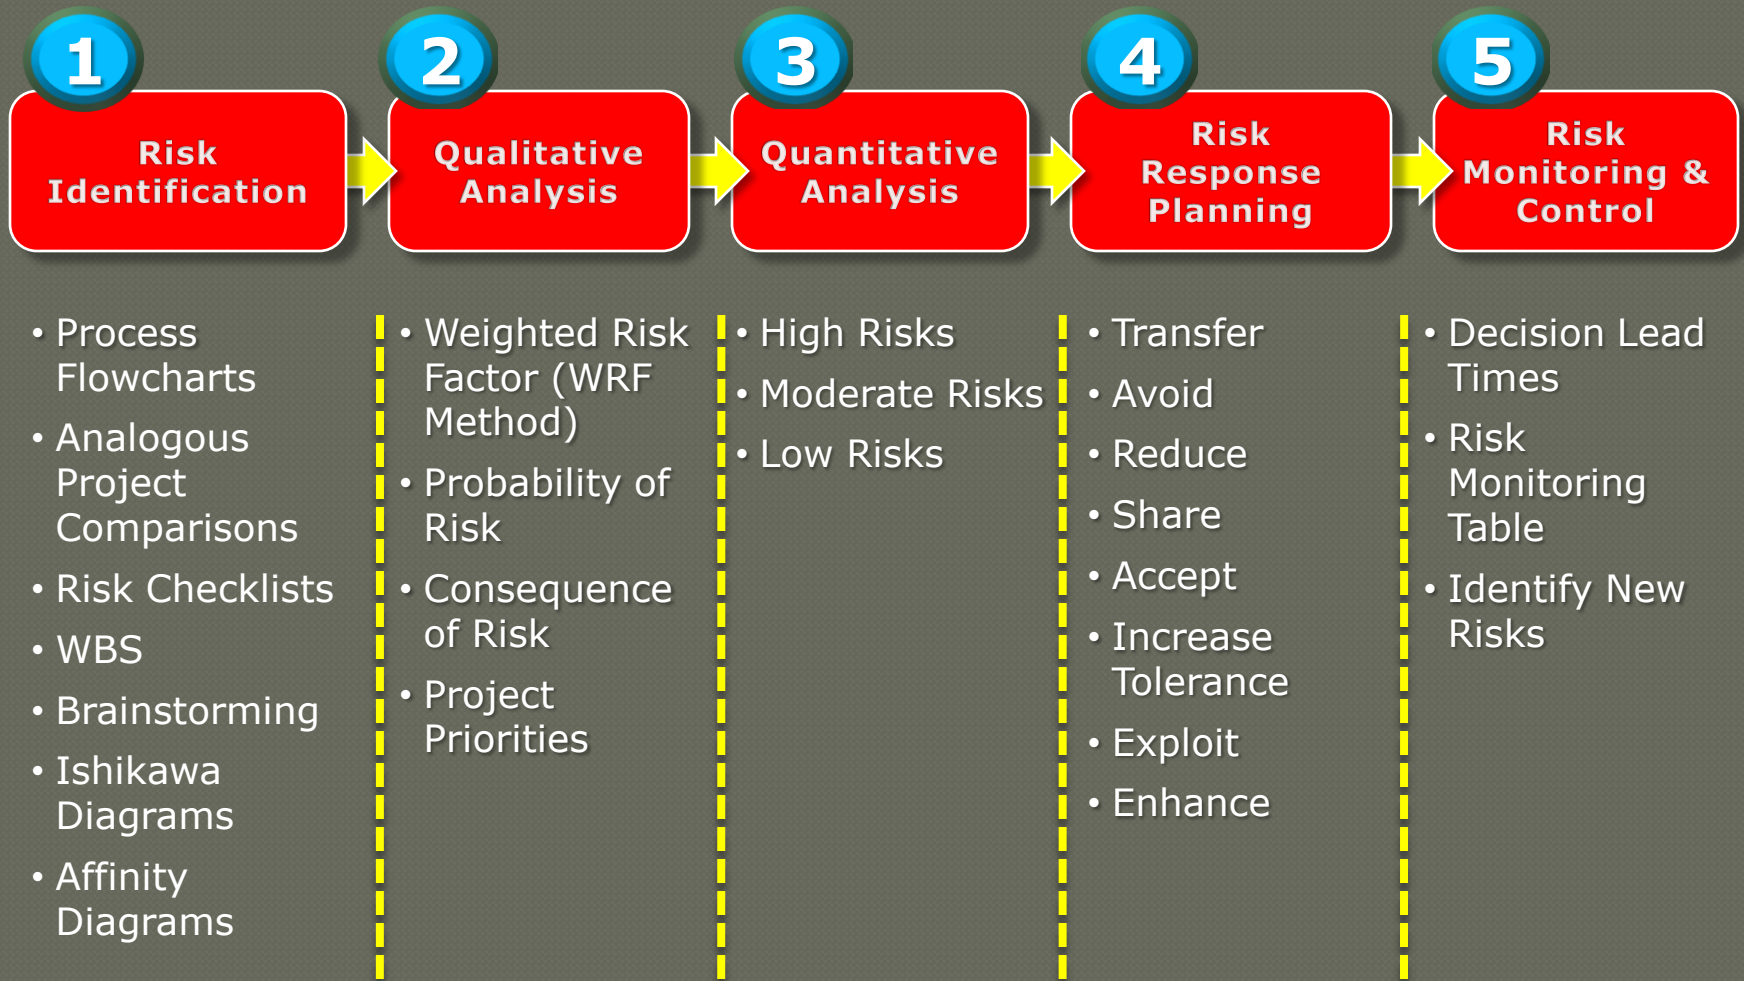 1
Risk
Identification
2
Qualitative
Analysis
3
Quantitative
Analysis
4
Risk
Response
Planning
5
Risk
Monitoring &
Control
• Process
Flowcharts
• Analogous
Project
Comparisons
• Risk Checklists
• WBS
• Brainstorming
• Ishikawa
Diagrams
• Affinity
Diagrams
• Weighted Risk
Factor (WRF
Method)
• Probability of
Risk
• Consequence
of Risk
• Project
Priorities
• High Risks
• Moderate Risks
• Low Risks
• Transfer
• Avoid
• Reduce
• Share
• Accept
• Increase
Tolerance
• Exploit
• Enhance
• Decision Lead
Times
• Risk
Monitoring
Table
• Identify New
Risks